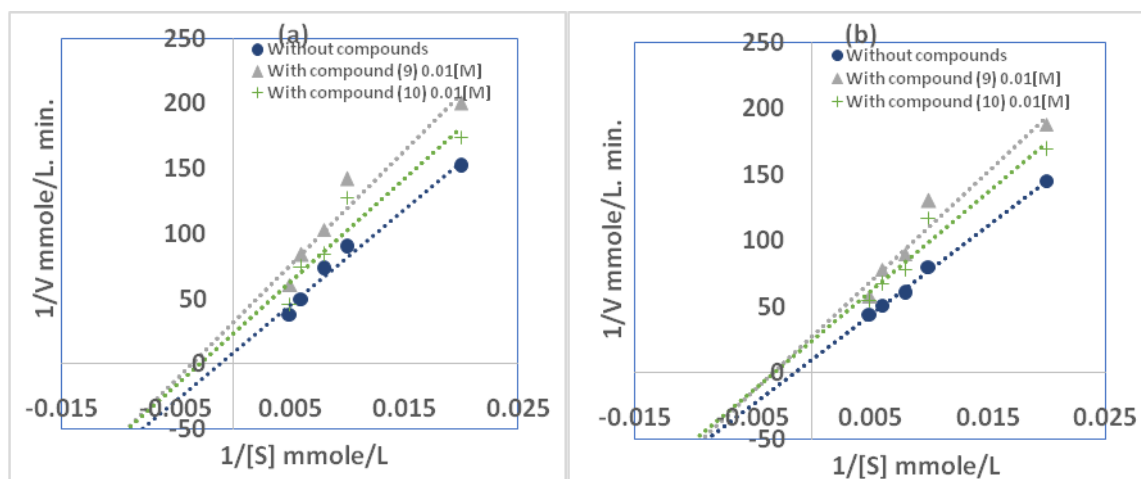 (a)
250
200
150
100
50
0
-50
-0.015
-0.005
0.005
0.015
0.025
Without compounds
With compound (9) 0.01[M]
With compound (10) 0.01[M]
1/V mmole/L. min.
1/[S] mmole/L
(b)
250
200
150
100
50
0
-50
-0.015
-0.005
0.005
0.015
0.025
Without compounds
With compound (9) 0.01[M]
With compound (10) 0.01[M]
1/V mmole/L. min.
1/[S] mmole/L